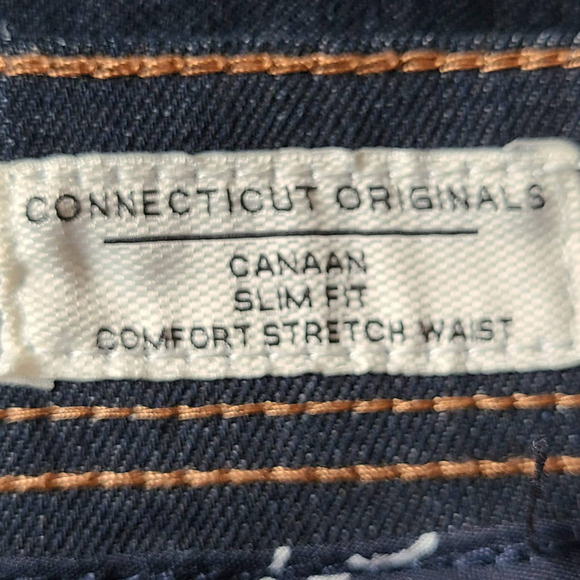 CONNECTICUT ORIGINALS
CANAAN
SLIM FIT
COMFORT STRETCH WAIST